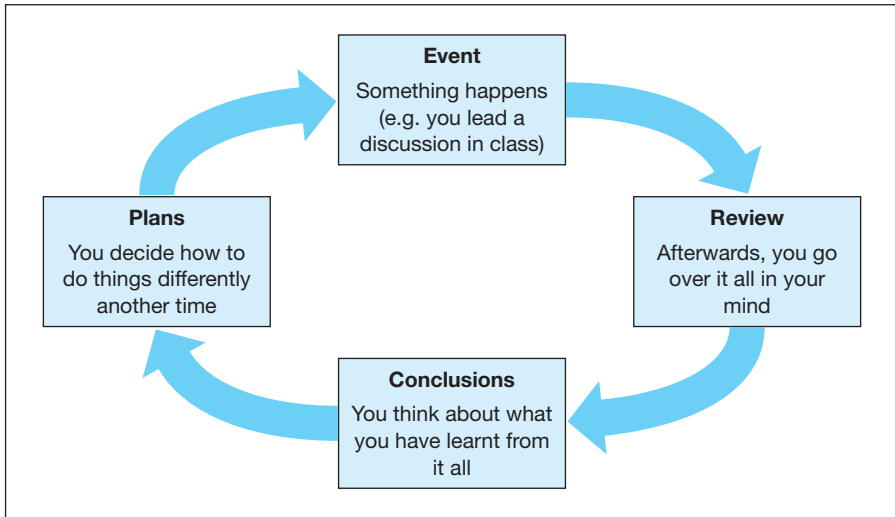 Event
Something happens
(e.g. you lead a
discussion in class)
Review
Afterwards, you go
over it all in your
mind
Conclusions
You think about what
you have learnt from
it all
Plans
You decide how to
do things differently
another time